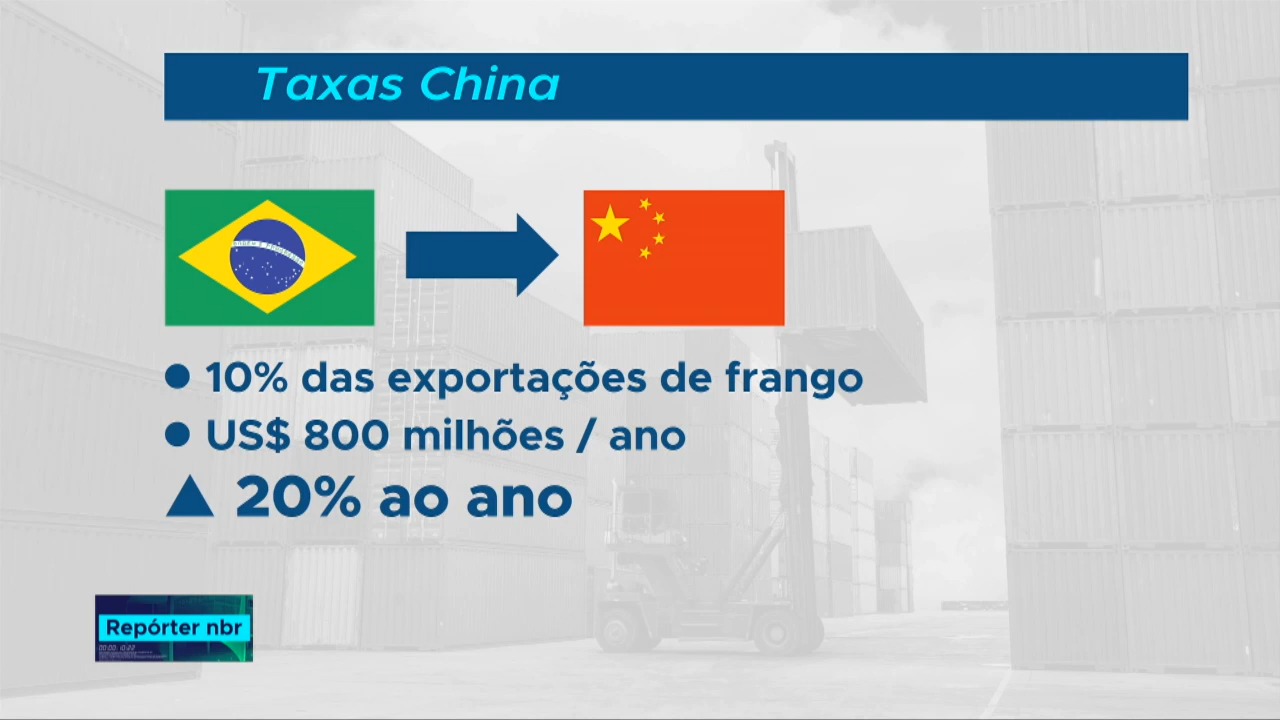 Taxas China
10% das exportações de frango
US$ 800 milhões / ano
20% ao ano
Repórter nbr